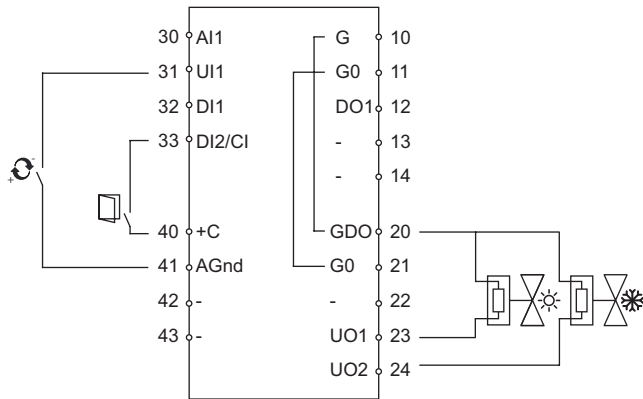 30 AI1 G 10
31 UI1 G0 11
32 DI1 DO1 12
33 DI2/CI - 13
- 14
40 +C GDO 20
41 AGnd G0 21
42 - - 22
43 - UO1 23
UO2 24
+ -